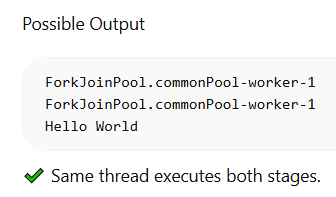 Possible Output
ForkJoinPool.commonPool-worker-1
ForkJoinPool.commonPool-worker-1
Hello World
✔ Same thread executes both stages.